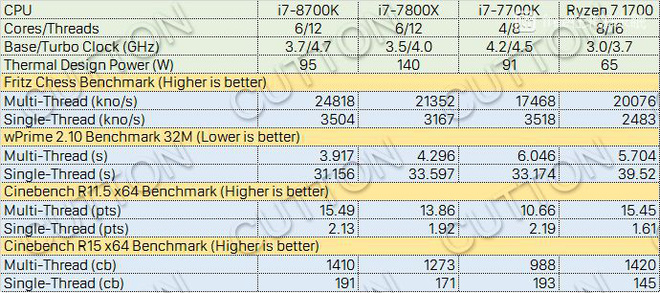 CPU i7-8700K i7-7800X i7-7700K Ryzen 7 1700
Cores/Threads 6/12 6/12 4/8 8/16
Base/Turbo Clock (GHz) 3.7/4.7 3.5/4.0 4.2/4.5 3.0/3.7
Thermal Design Power (W) 95 140 91 65
Fritz Chess Benchmark (Higher is better)
Multi-Thread (kno/s) 24818 21352 17468 20076
Single-Thread (kno/s) 3504 3167 3518 2483
wPrime 2.10 Benchmark 32M (Lower is better)
Multi-Thread (s) 3.917 4.296 6.046 5.704
Single-Thread (s) 31.156 33.597 33.174 39.52
Cinebench R11.5 x64 Benchmark (Higher is better)
Multi-Thread (pts) 15.49 13.86 10.66 15.45
Single-Thread (pts) 2.13 1.92 2.19 1.61
Cinebench R15 x64 Benchmark (Higher is better)
Multi-Thread (cb) 1410 1273 988 1420
Single-Thread (cb) 191 171 193 145
CUTTON